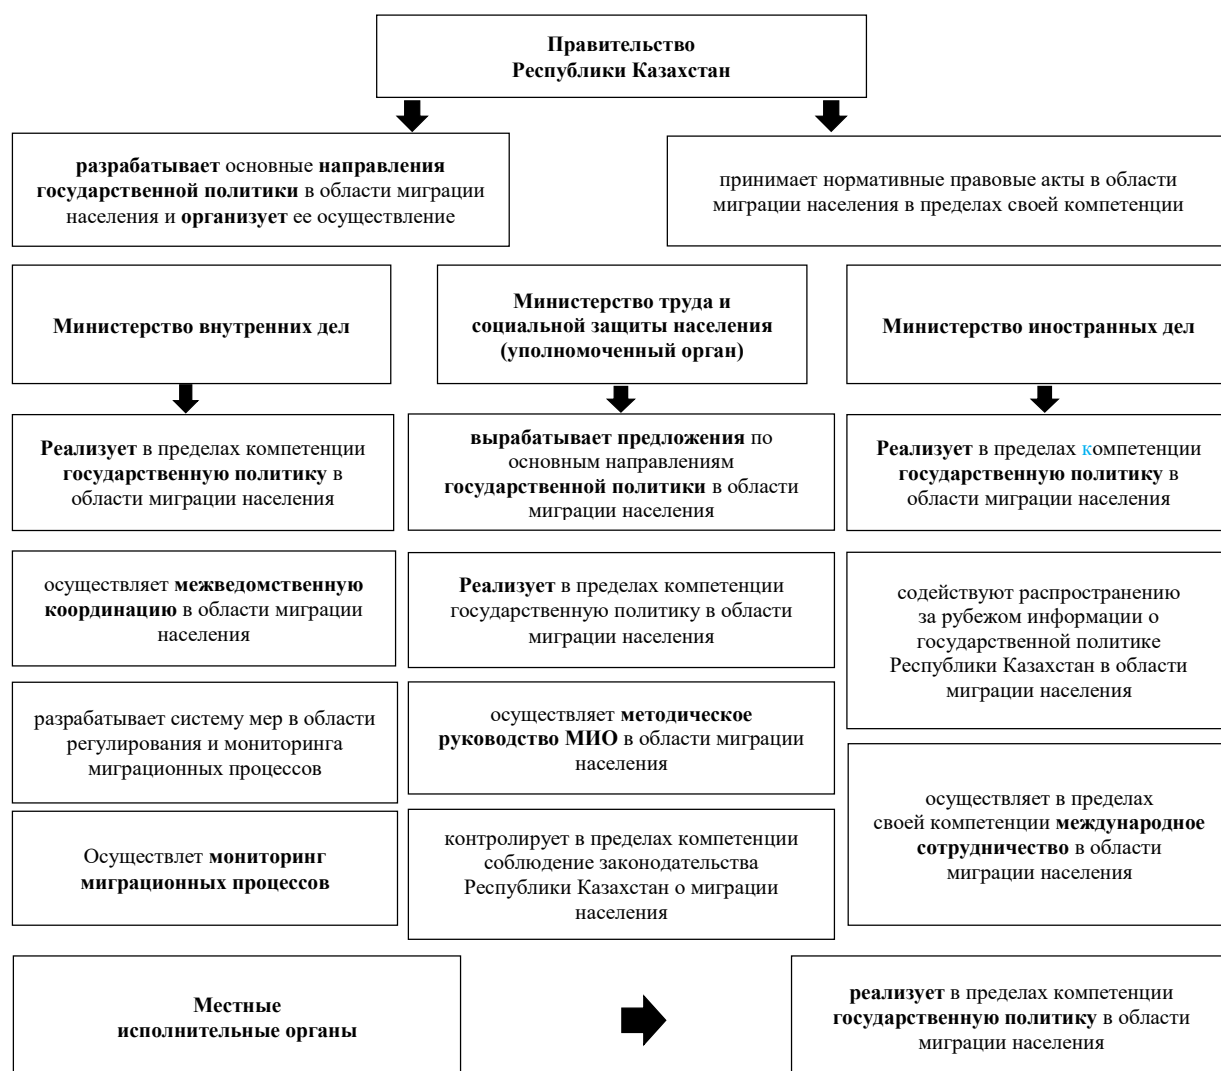 Правительство
Республики Казахстан
разрабатывает основные направления
государственной политики в области миграции
населения и организует ее осуществление
принимает нормативные правовые акты в области
миграции населения в пределах своей компетенции
Министерство внутренних дел
Министерство труда и
социальной защиты населения
(уполномоченный орган)
Министерство иностранных дел
Реализует в пределах компетенции
государственную политику в
области миграции населения
вырабатывает предложения по
основным направлениям
государственной политики в области
миграции населения
Реализует в пределах компетенции
государственную политику в
области миграции населения
осуществляет межведомственную
координацию в области миграции
населения
Реализует в пределах компетенции
государственную политику в области
миграции населения
содействуют распространению
за рубежом информации о
государственной политике
Республики Казахстан в области
миграции населения
разрабатывает систему мер в области
регулирования и мониторинга
миграционных процессов
осуществляет методическое
руководство МИО в области миграции
населения
осуществляет в пределах
своей компетенции международное
сотрудничество в области
миграции населения
Осуществлет мониторинг
миграционных процессов
контролирует в пределах компетенции
соблюдение законодательства
Республики Казахстан о миграции
населения
Местные
исполнительные органы
реализует в пределах компетенции
государственную политику в области
миграции населения